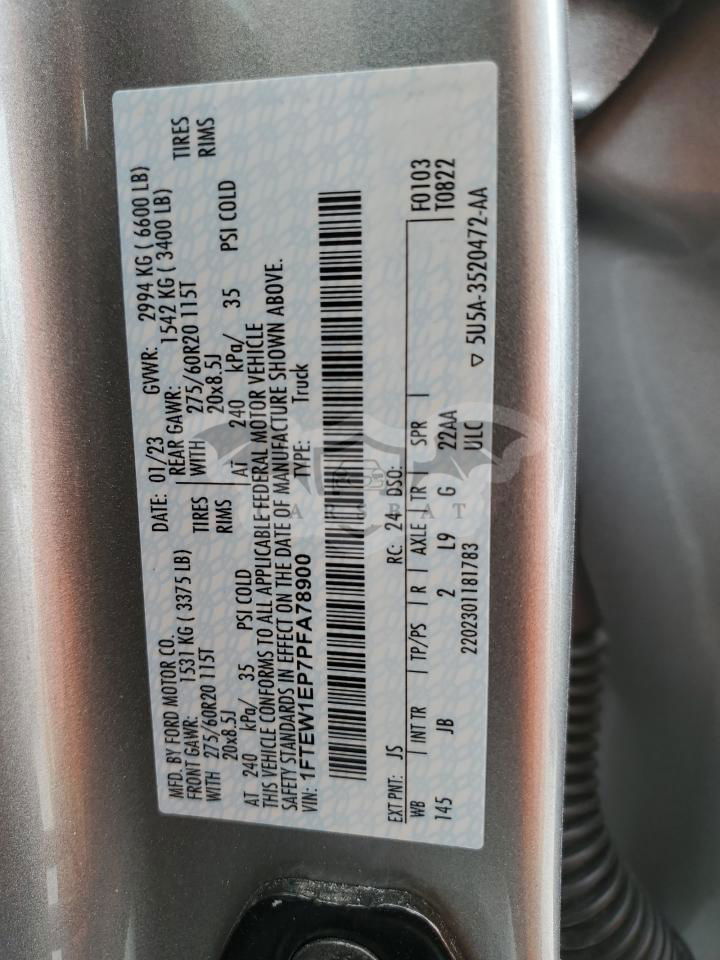 MFD. BY FORD MOTOR CO.
DATE: 01/23 GVWR: 2994 KG ( 6600 LB)
FRONT GAWR: 1531 KG ( 3375 LB) REAR GAWR: 1542 KG ( 3400 LB)
WITH 275/60R20 115T TIRES WITH 275/60R20 115T TIRES
20x8.5J RIMS 20x8.5J RIMS
AT 240 kPa/ 35 PSI COLD AT 240 kPa/ 35 PSI COLD
THIS VEHICLE CONFORMS TO ALL APPLICABLE FEDERAL MOTOR VEHICLE
SAFETY STANDARDS IN EFFECT ON THE DATE OF MANUFACTURE SHOWN ABOVE.
VIN: 1FTEW1EP7PFA78900 TYPE: Truck
F0103
T0822
EXT PNT: JS RC: 24 DSO:
WB INT TR TP/PS R AXLE TR SPR
145 JB 2 L9 G 22AA
2202301181783 ULC ▽ 5U5A-3520472-AA